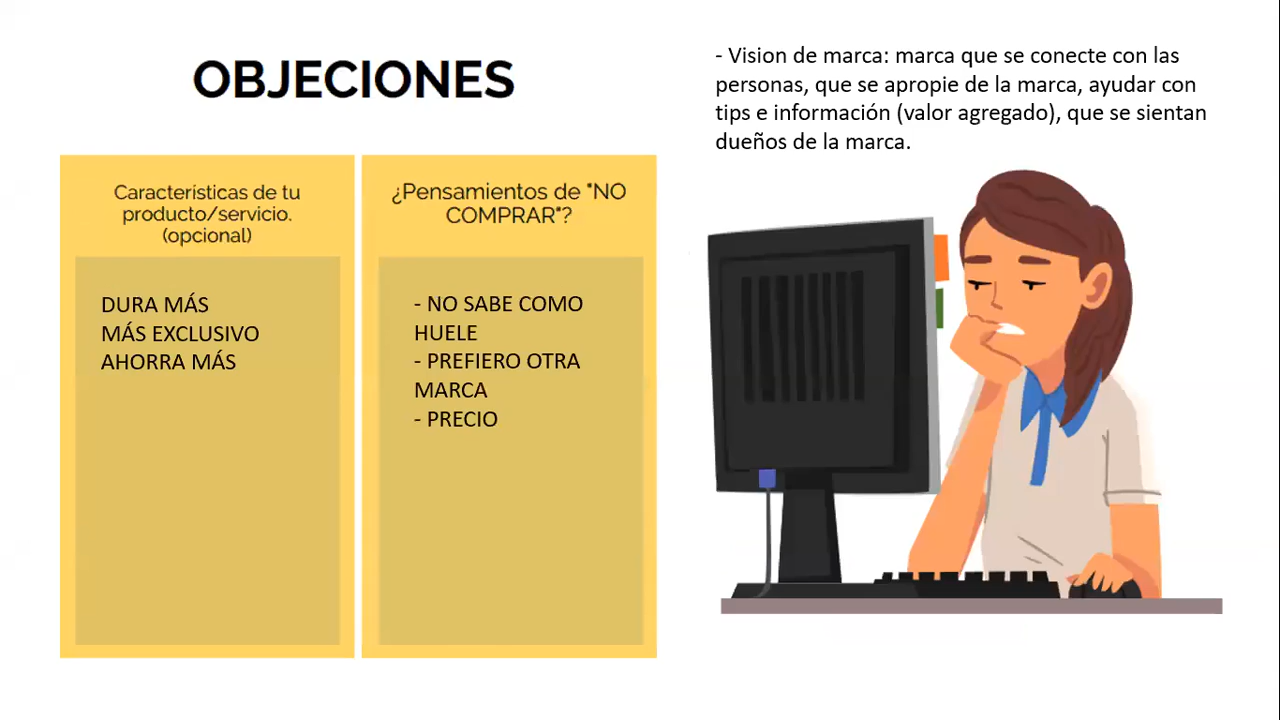 OBJECIONES
Características de tu
producto/servicio.
(opcional)
DURA MÁS
MÁS EXCLUSIVO
AHORRA MÁS
¿Pensamientos de "NO
COMPRAR"?
- NO SABE COMO
HUELE
- PREFIERO OTRA
MARCA
- PRECIO
- Vision de marca: marca que se conecte con las
personas, que se apropie de la marca, ayudar con
tips e información (valor agregado), que se sientan
dueños de la marca.